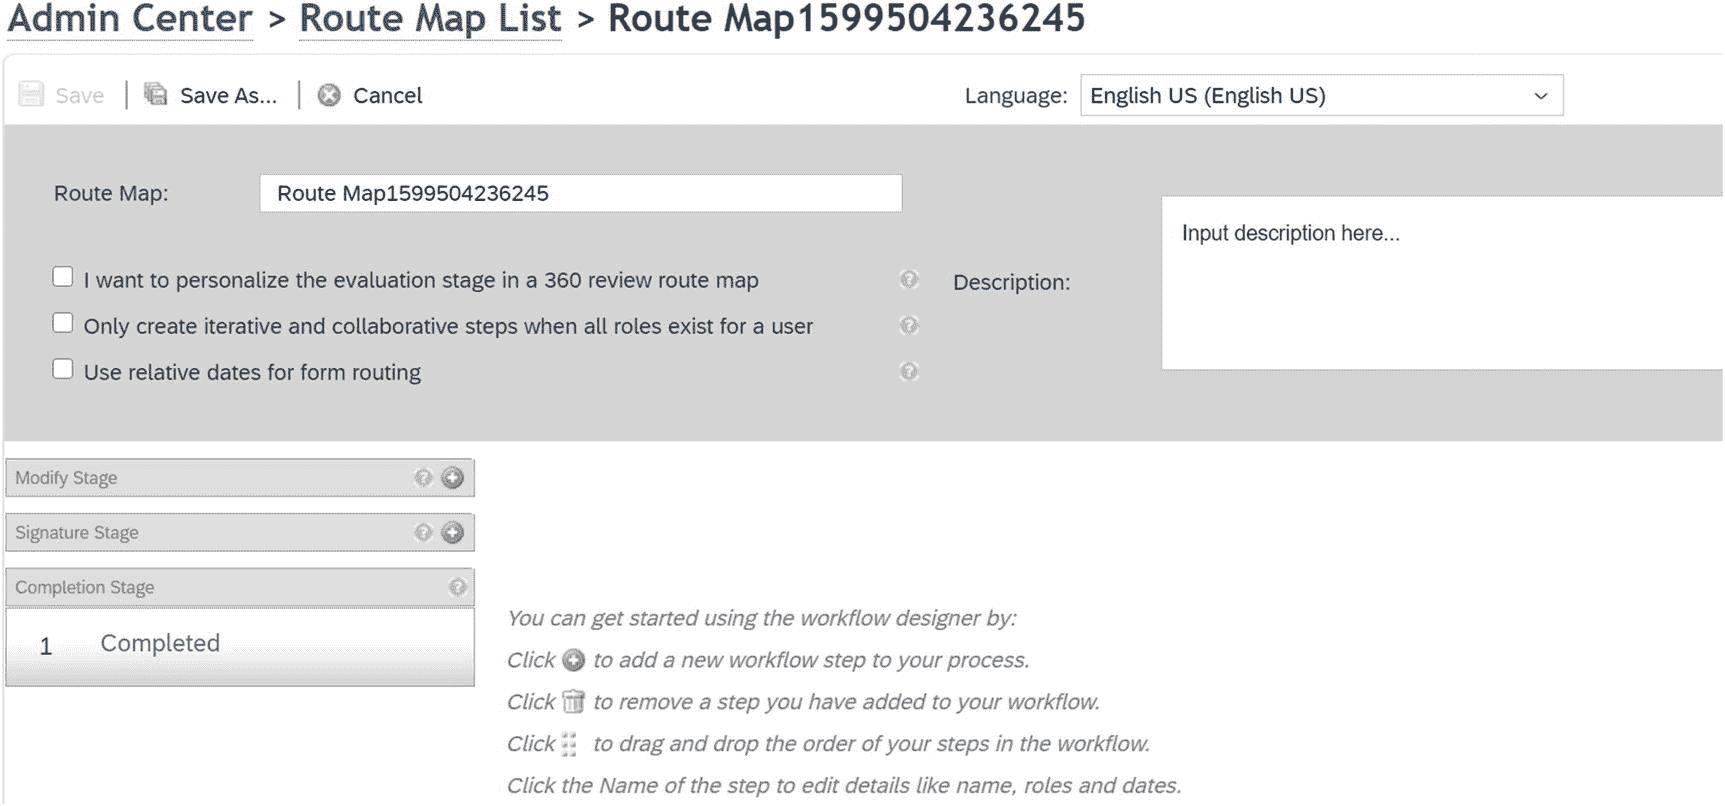 Admin Center > Route Map List > Route Map1599504236245
Save | Save As... | Cancel Language: English US (English US)
Route Map: Route Map1599504236245
Input description here...
I want to personalize the evaluation stage in a 360 review route map ? Description:
Only create iterative and collaborative steps when all roles exist for a user ?
Use relative dates for form routing ?
Modify Stage ?
Signature Stage ?
Completion Stage ?
1 Completed
You can get started using the workflow designer by:
Click to add a new workflow step to your process.
Click to remove a step you have added to your workflow.
Click to drag and drop the order of your steps in the workflow.
Click the Name of the step to edit details like name, roles and dates.